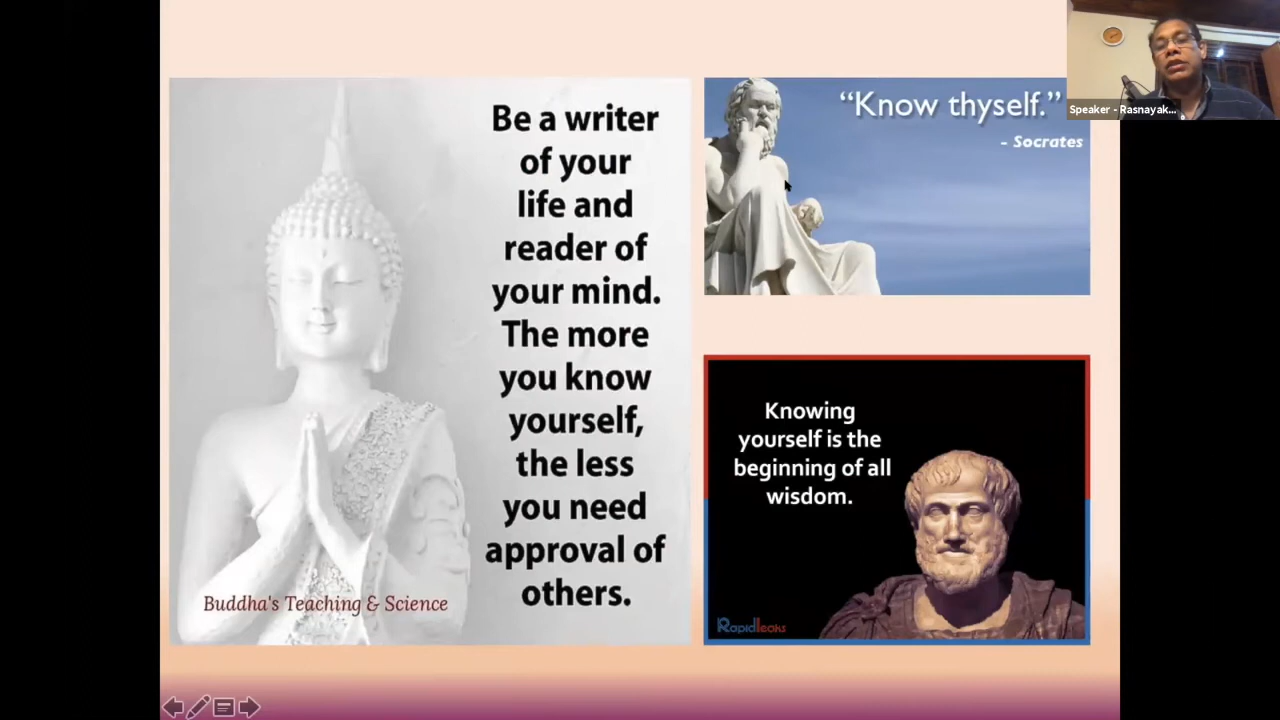 Be a writer
of your
life and
reader of
your mind.
The more
you know
yourself,
the less
you need
approval of
others.
Buddha's Teaching & Science
“Know thyself.”
- Socrates
Knowing
yourself is the
beginning of all
wisdom.
Rapidleaks
Speaker - Rasnayak...